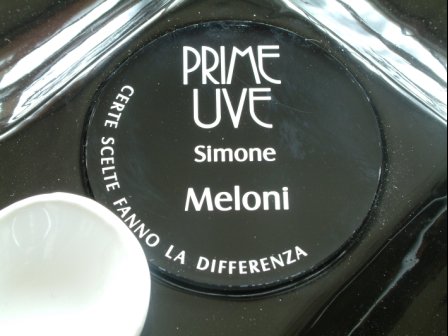 PRIME
UVE
Simone
Meloni
CERTE SCELTE FANNO LA DIFFERENZA